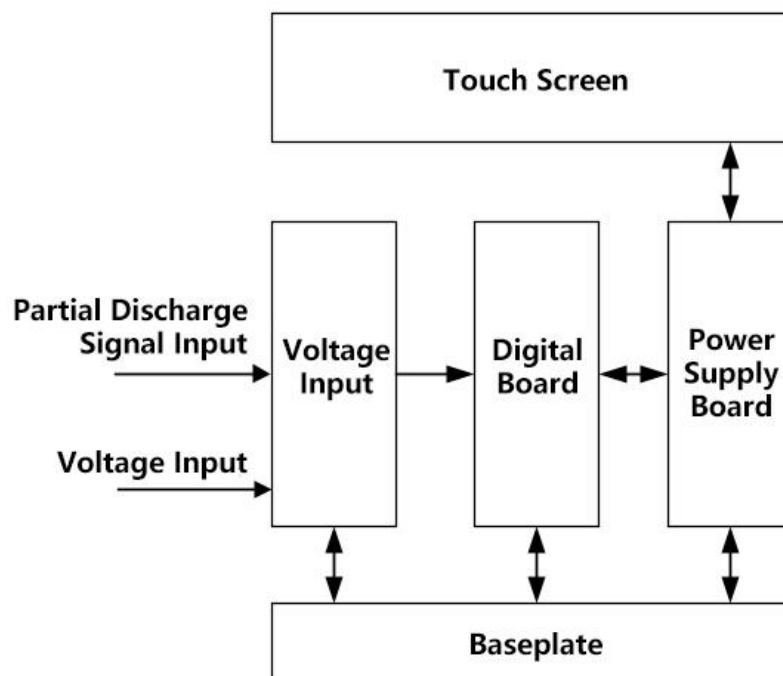 Touch Screen
Partial Discharge
Signal Input
Voltage Input
Voltage
Input
Digital
Board
Power
Supply
Board
Baseplate